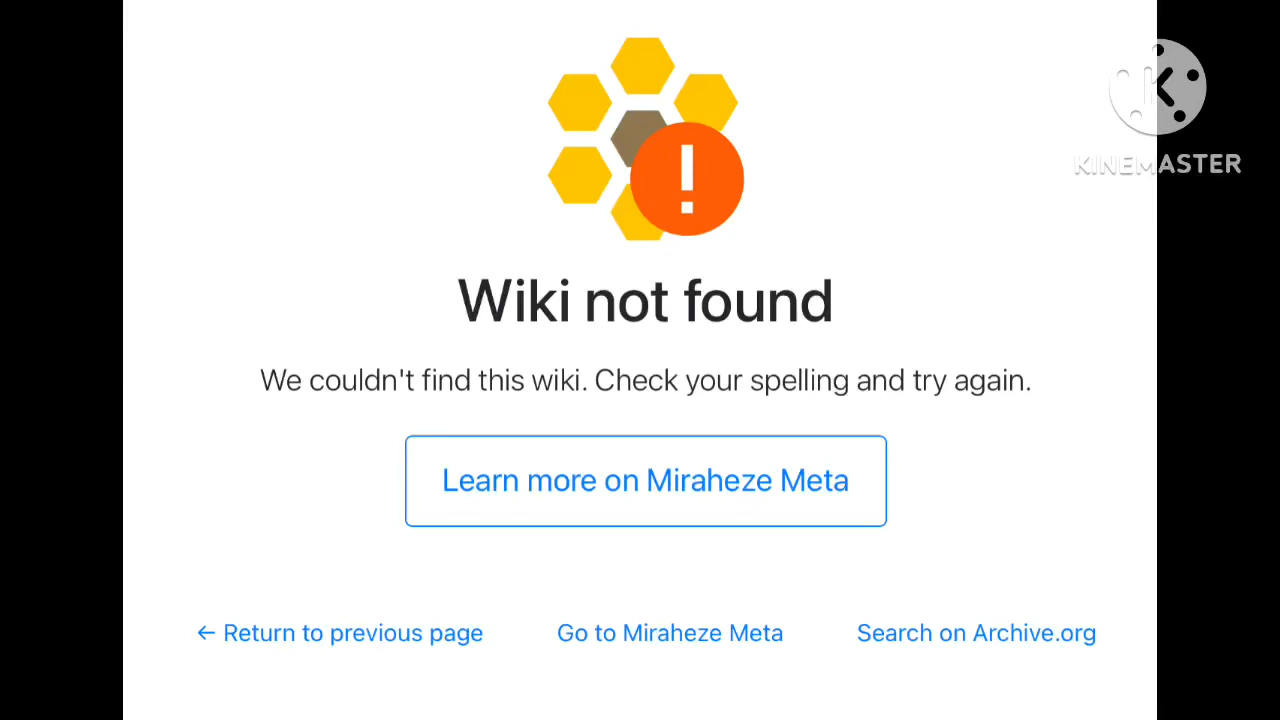 KINEMASTER
Wiki not found
We couldn't find this wiki. Check your spelling and try again.
Learn more on Miraheze Meta
← Return to previous page
Go to Miraheze Meta
Search on Archive.org